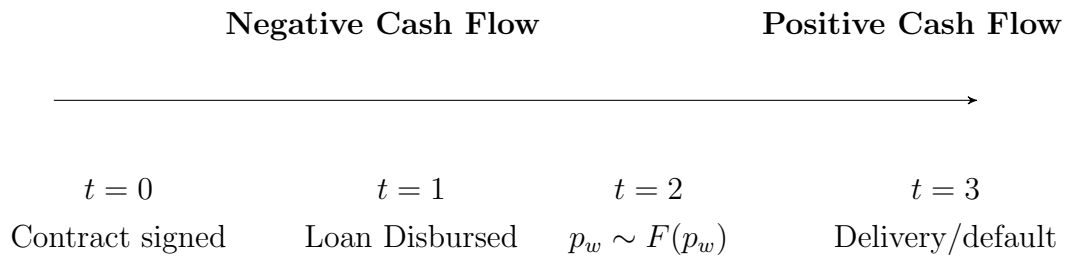 Negative Cash Flow Positive Cash Flow
t = 0 t = 1 t = 2 t = 3
Contract signed Loan Disbursed p_w ∼ F(p_w) Delivery/default